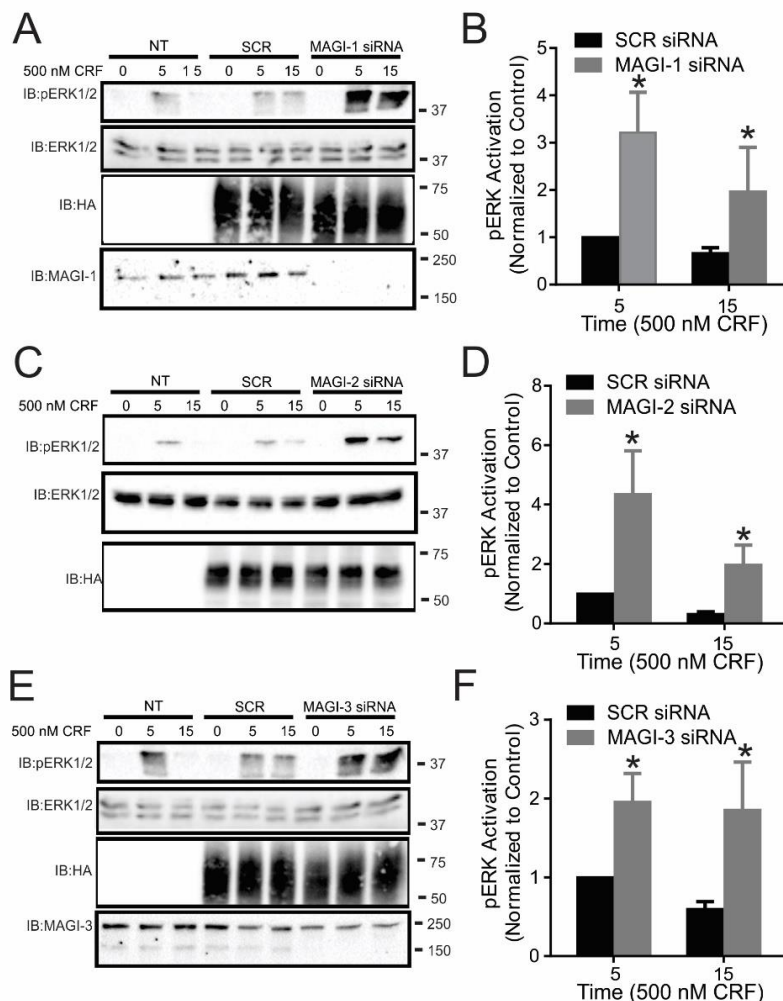 A
NT SCR MAGI-1 siRNA
500 nM CRF 0 5 1 5 0 5 15 0 5 15
IB:pERK1/2
37
IB:ERK1/2
37
IB:HA
75
50
IB:MAGI-1
250
150
B
SCR siRNA
MAGI-1 siRNA
pERK Activation
(Normalized to Control)
5
4
3
2
1
0
* *
5 15
Time (500 nM CRF)
C
NT SCR MAGI-2 siRNA
500 nM CRF 0 5 15 0 5 15 0 5 15
IB:pERK1/2
37
IB:ERK1/2
37
IB:HA
75
50
D
SCR siRNA
MAGI-2 siRNA
pERK Activation
(Normalized to Control)
8
6
4
2
0
* *
5 15
Time (500 nM CRF)
E
NT SCR MAGI-3 siRNA
500 nM CRF 0 5 15 0 5 15 0 5 15
IB:pERK1/2
37
IB:ERK1/2
37
IB:HA
75
50
IB:MAGI-3
250
150
F
SCR siRNA
MAGI-3 siRNA
pERK Activation
(Normalized to Control)
3
2
1
0
* *
5 15
Time (500 nM CRF)